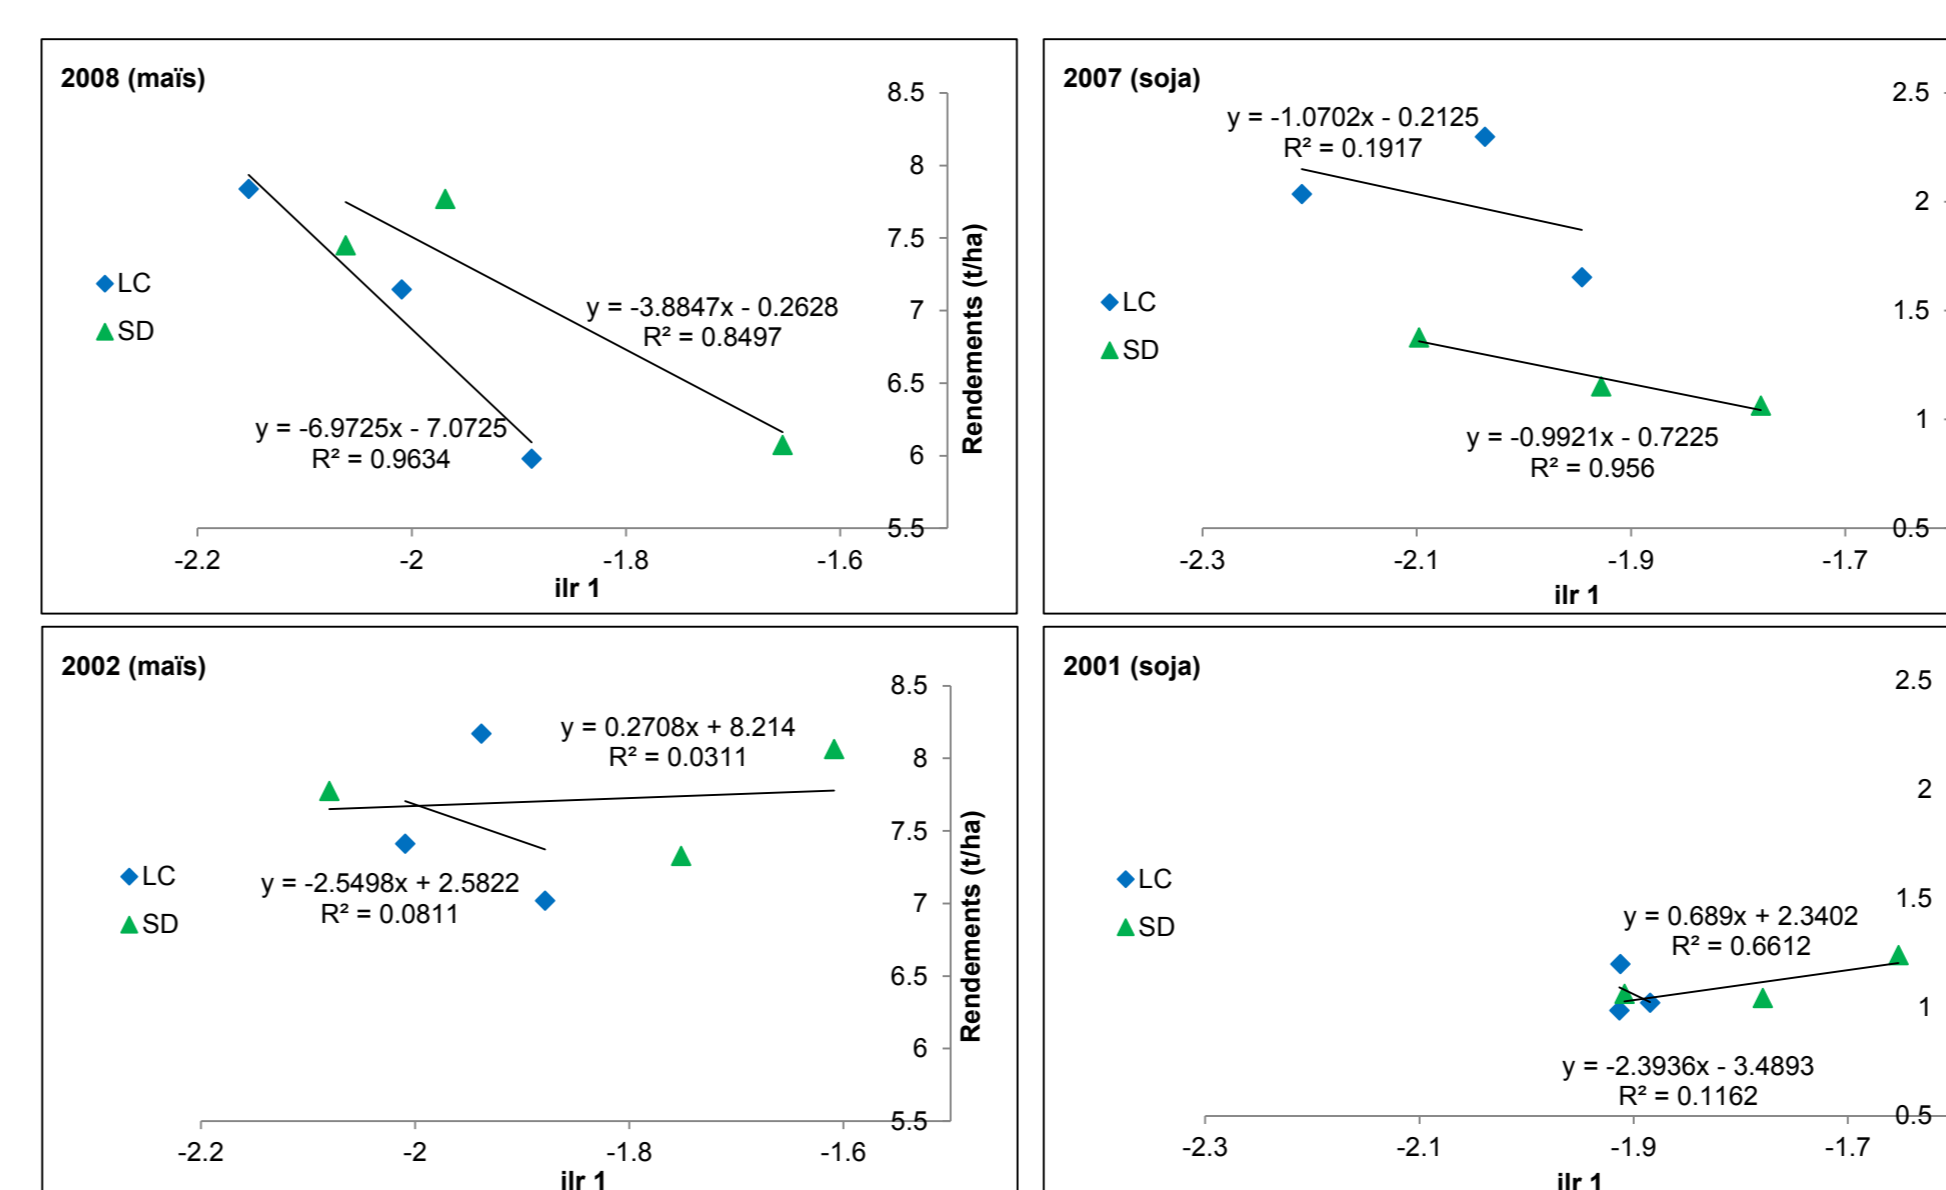 2008 (maïs)
8.5
8
7.5
7
6.5
6
5.5
Rendements (t/ha)
LC
SD
y = -3.8847x - 0.2628
R² = 0.8497
y = -6.9725x - 7.0725
R² = 0.9634
-2.2
-2
-1.8
-1.6
ilr 1
2007 (soja)
2.5
2
1.5
1
0.5
y = -1.0702x - 0.2125
R² = 0.1917
LC
SD
y = -0.9921x - 0.7225
R² = 0.956
-2.3
-2.1
-1.9
-1.7
ilr 1
2002 (maïs)
8.5
8
7.5
7
6.5
6
5.5
Rendements (t/ha)
y = 0.2708x + 8.214
R² = 0.0311
LC
SD
y = -2.5498x + 2.5822
R² = 0.0811
-2.2
-2
-1.8
-1.6
ilr 1
2001 (soja)
2.5
2
1.5
1
0.5
LC
SD
y = 0.689x + 2.3402
R² = 0.6612
y = -2.3936x - 3.4893
R² = 0.1162
-2.3
-2.1
-1.9
-1.7
ilr 1